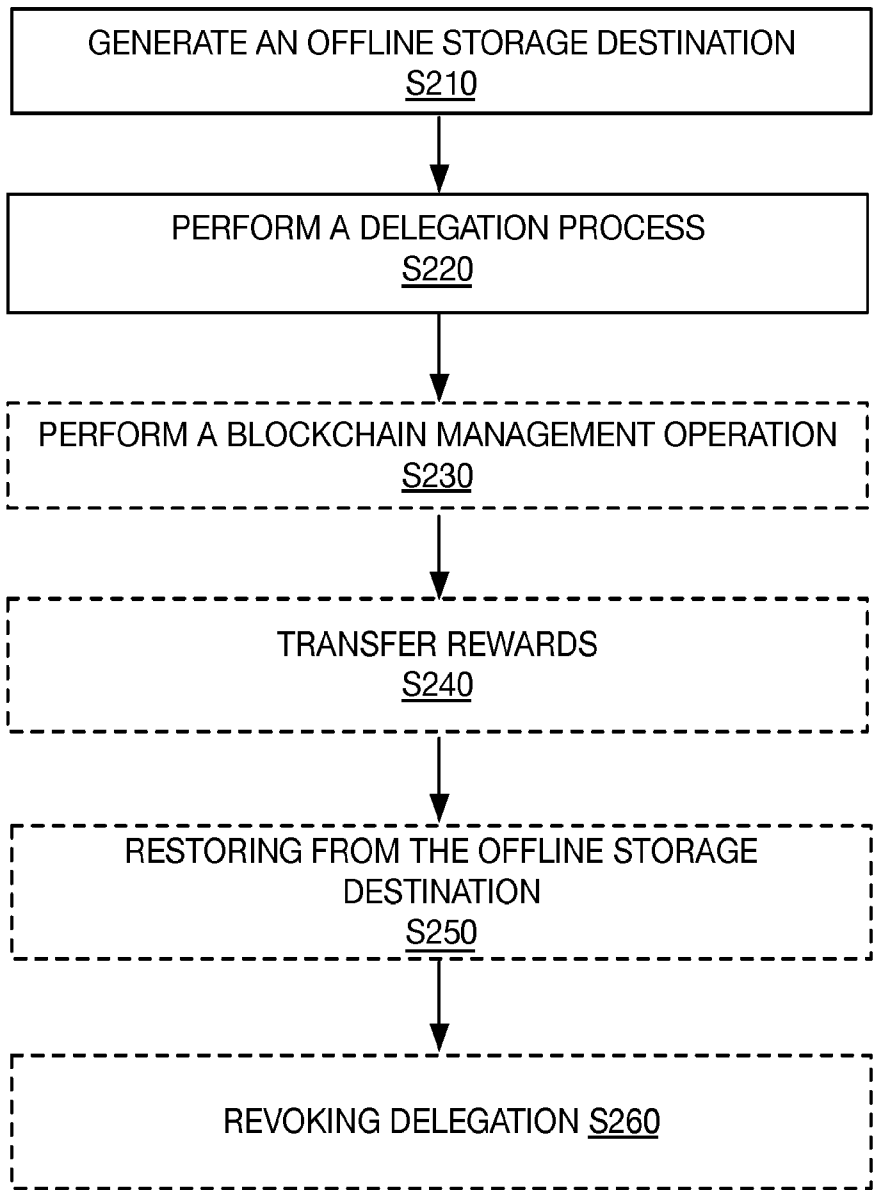 GENERATE AN OFFLINE STORAGE DESTINATION
S210
PERFORM A DELEGATION PROCESS
S220
PERFORM A BLOCKCHAIN MANAGEMENT OPERATION
S230
TRANSFER REWARDS
S240
RESTORING FROM THE OFFLINE STORAGE
DESTINATION
S250
REVOKING DELEGATION S260